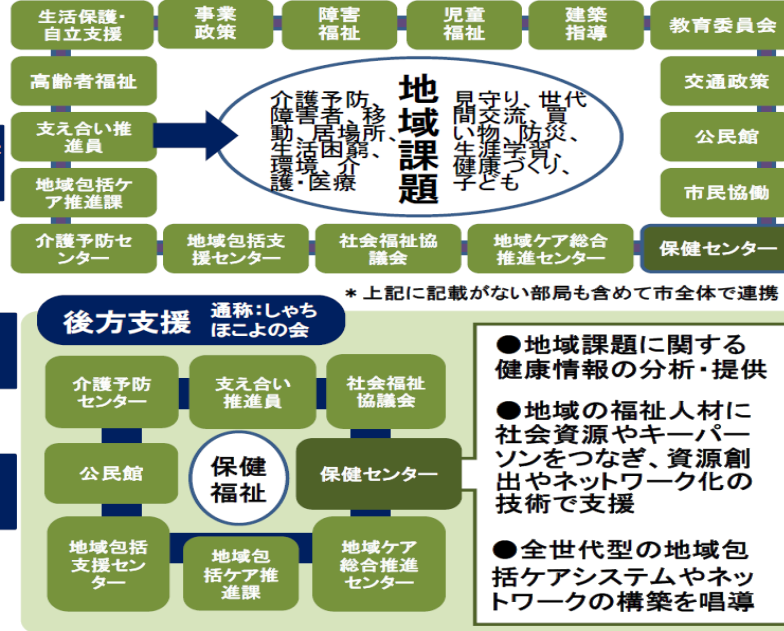 生活保護・
自立支援
事業
政策
障害
福祉
児童
福祉
建築
指導
教育委員会
高齢者福祉
交通政策
支え合い推
進員
公民館
地域包括ケ
ア推進課
市民協働
介護予防、
障害者、移
動、居場所、
生活困窮、
環境、介
護・医療
地域課題
見守り、世代
間交流、買
い物、防災、
生涯学習、
健康づくり、
子ども
介護予防セ
ンター
地域包括支
援センター
社会福祉協
議会
地域ケア総合
推進センター
保健センター
*上記に記載がない部局も含めて市全体で連携
後方支援
通称:しゃち
ほこよの会
介護予防
センター
支え合い
推進員
社会福祉
協議会
公民館
保健
福祉
保健センター
地域包括
支援セン
ター
地域包
括ケア推
進課
地域ケア
総合推進
センター
●地域課題に関する
健康情報の分析・提供
●地域の福祉人材に
社会資源やキーパー
ソンをつなぎ、資源創
出やネットワーク化の
技術で支援
●全世代型の地域包
括ケアシステムやネッ
トワークの構築を唱導